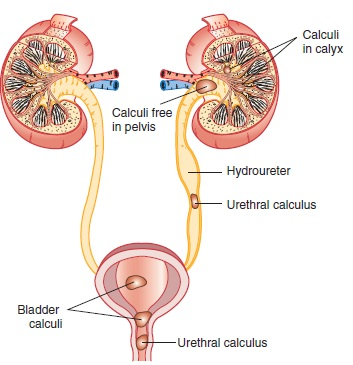 Calculi
in calyx
Calculi free
in pelvis
Hydroureter
Urethral calculus
Bladder
calculi
Urethral calculus